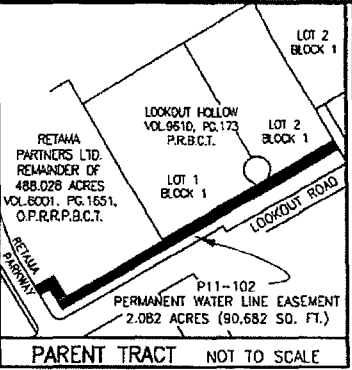 LOT 2
BLOCK 1
LOOKOUT HOLLOW
VOL.9610, PG.173
P.R.B.C.T.
LOT 2
BLOCK 1
RETAMA
PARTNERS LTD.
REMAINDER OF
488.026 ACRES
VOL.6001, PG.1651,
O.P.R.R.P.B.C.T.
LOT 1
BLOCK 1
LOOKOUT ROAD
RETAMA
PARKWAY
P11-102
PERMANENT WATER LINE EASEMENT
2.082 ACRES (90,682 SQ. FT.)
PARENT TRACT NOT TO SCALE